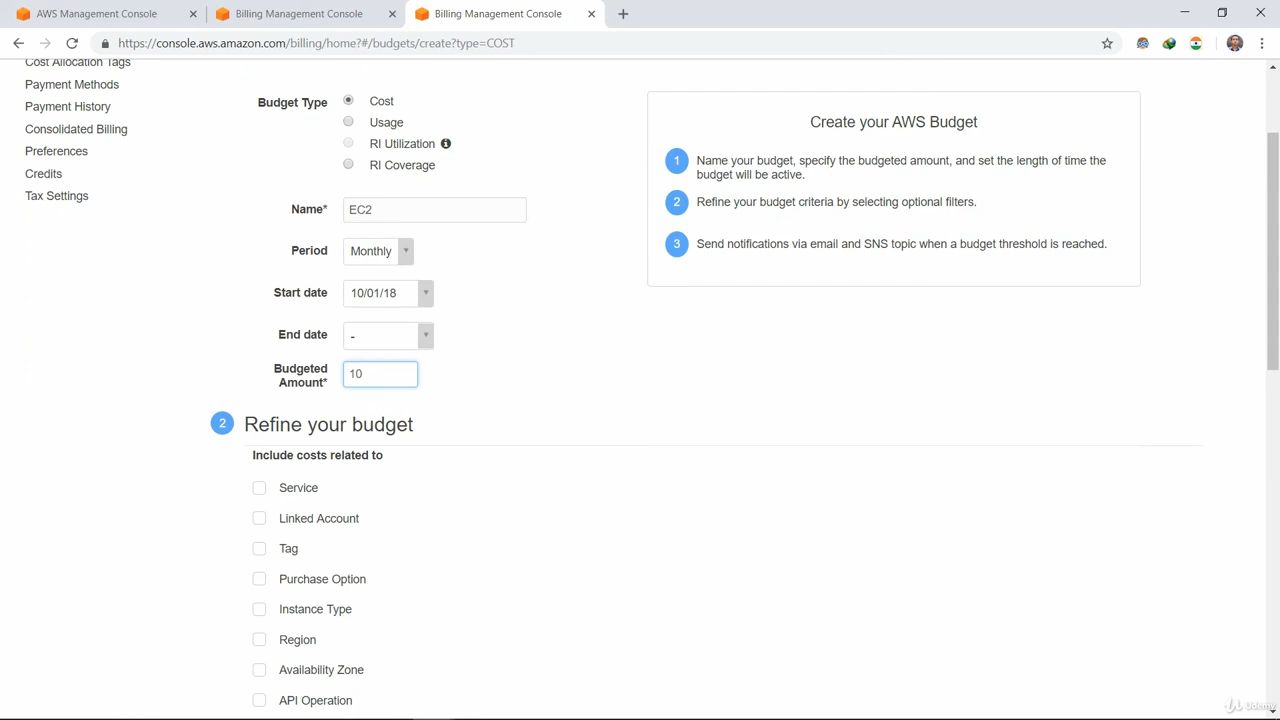 AWS Management Console
Billing Management Console
Billing Management Console
https://console.aws.amazon.com/billing/home?#/budgets/create?type=COST
Cost Allocation Tags
Payment Methods
Payment History
Consolidated Billing
Preferences
Credits
Tax Settings
Budget Type
Cost
Usage
RI Utilization
RI Coverage
Name*
EC2
Period
Monthly
Start date
10/01/18
End date
-
Budgeted
Amount*
10
Create your AWS Budget
1 Name your budget, specify the budgeted amount, and set the length of time the
budget will be active.
2 Refine your budget criteria by selecting optional filters.
3 Send notifications via email and SNS topic when a budget threshold is reached.
2 Refine your budget
Include costs related to
Service
Linked Account
Tag
Purchase Option
Instance Type
Region
Availability Zone
API Operation
Udemy